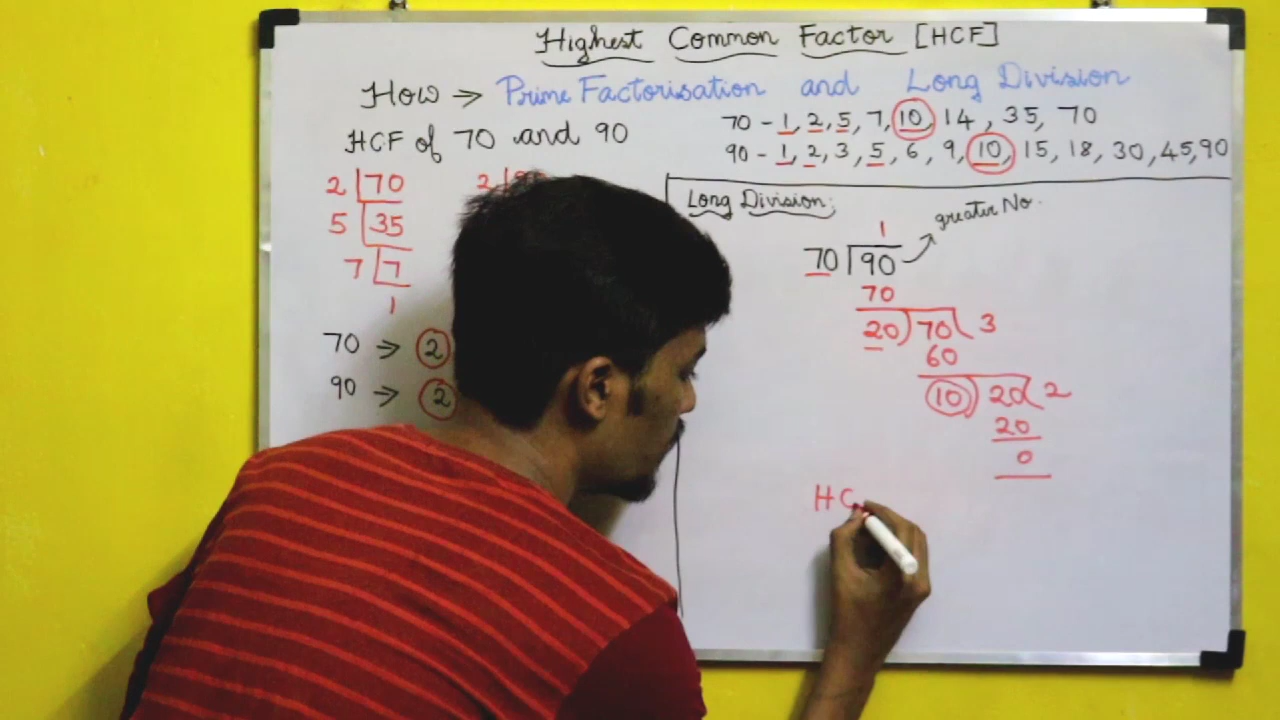 Highest Common Factor [HCF]
How → Prime Factorisation and Long Division
HCF of 70 and 90
70 - 1, 2, 5, 7, 10, 14, 35, 70
90 - 1, 2, 3, 5, 6, 9, 10, 15, 18, 30, 45, 90
2 70
5 35
7 7
1
70 ⇒ 2
90 ⇒ 2
2
Long Division:
greater No.
1
70 90
70
20) 70 ( 3
60
10) 20 ( 2
20
0
HC